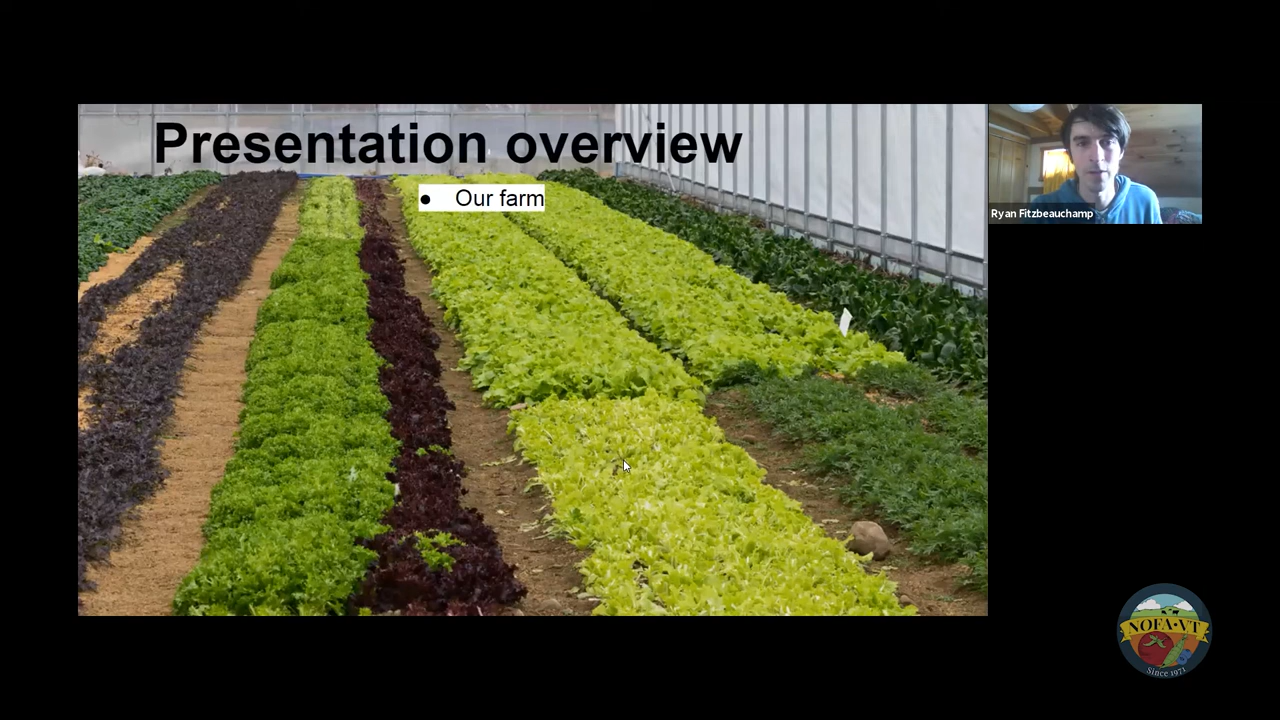 Presentation overview
● Our farm
Ryan Fitzbeauchamp
NOFA•VT
Since 1971